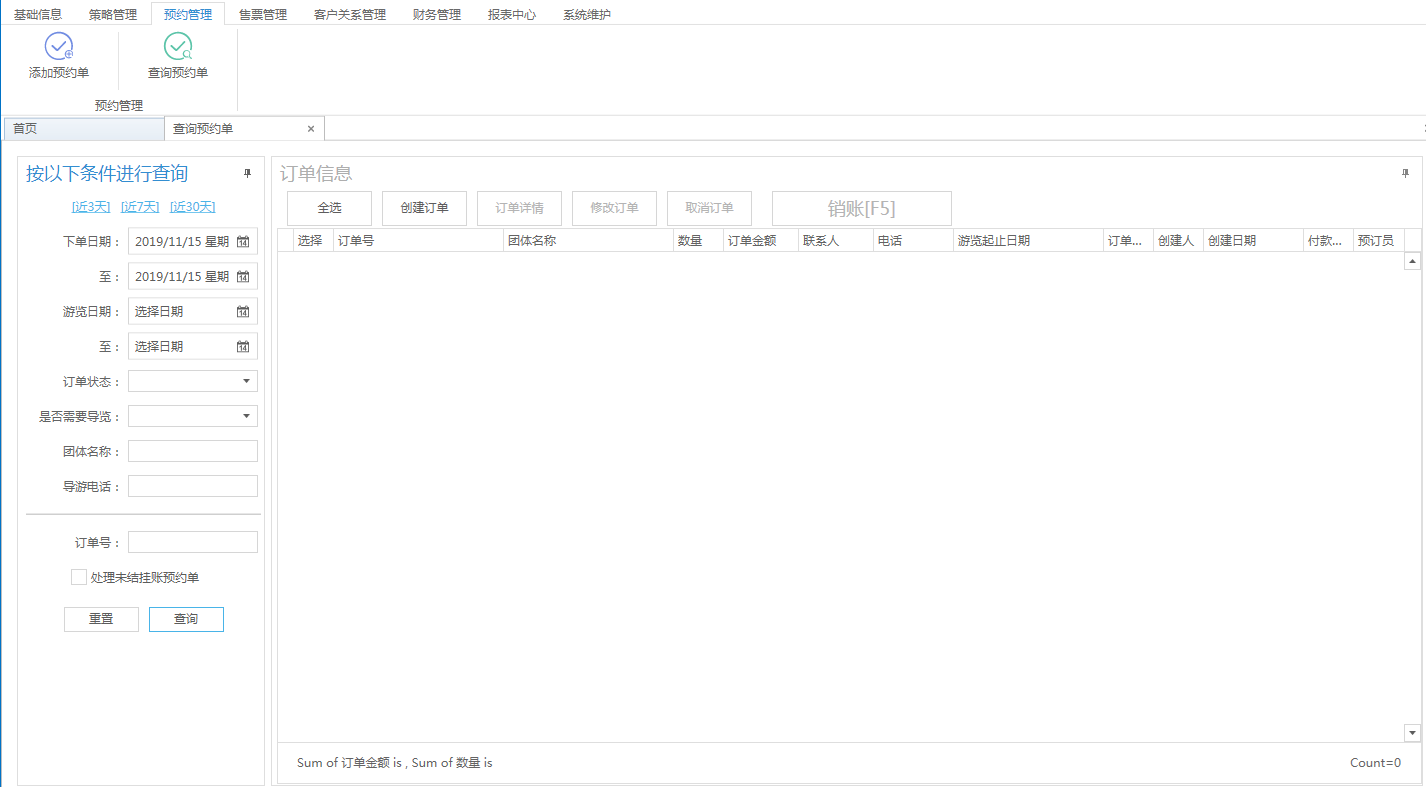 基础信息 策略管理 预约管理 售票管理 客户关系管理 财务管理 报表中心 系统维护
添加预约单 查询预约单
预约管理
首页 查询预约单 ×
按以下条件进行查询
[近3天] [近7天] [近30天]
下单日期： 2019/11/15 星期 14
至： 2019/11/15 星期 14
游览日期： 选择日期 14
至： 选择日期 14
订单状态：
是否需要导览：
团体名称：
导游电话：
订单号：
处理未结挂账预约单
重置 查询
订单信息
全选 创建订单 订单详情 修改订单 取消订单 销账[F5]
选择 订单号 团体名称 数量 订单金额 联系人 电话 游览起止日期 订单... 创建人 创建日期 付款... 预订员
Sum of 订单金额 is , Sum of 数量 is Count=0